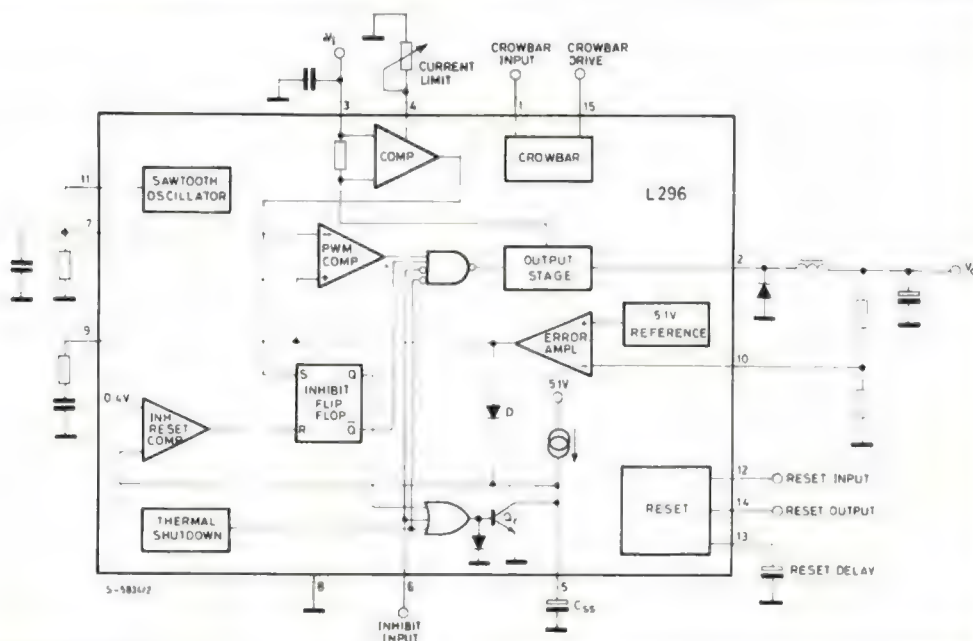 Vi
CURRENT LIMIT
CROWBAR INPUT
CROWBAR DRIVE
3
4
1
15
COMP
CROWBAR
L296
11
SAWTOOTH OSCILLATOR
7
PWM COMP
OUTPUT STAGE
2
5.1V REFERENCE
ERROR AMPL
10
9
0.4V
S Q
INHIBIT FLIP FLOP
R Q
D
5.1V
INH RESET COMP
12
RESET INPUT
RESET
14
RESET OUTPUT
13
THERMAL SHUTDOWN
RESET DELAY
S-5834/2
8
6
5
Css
INHIBIT INPUT